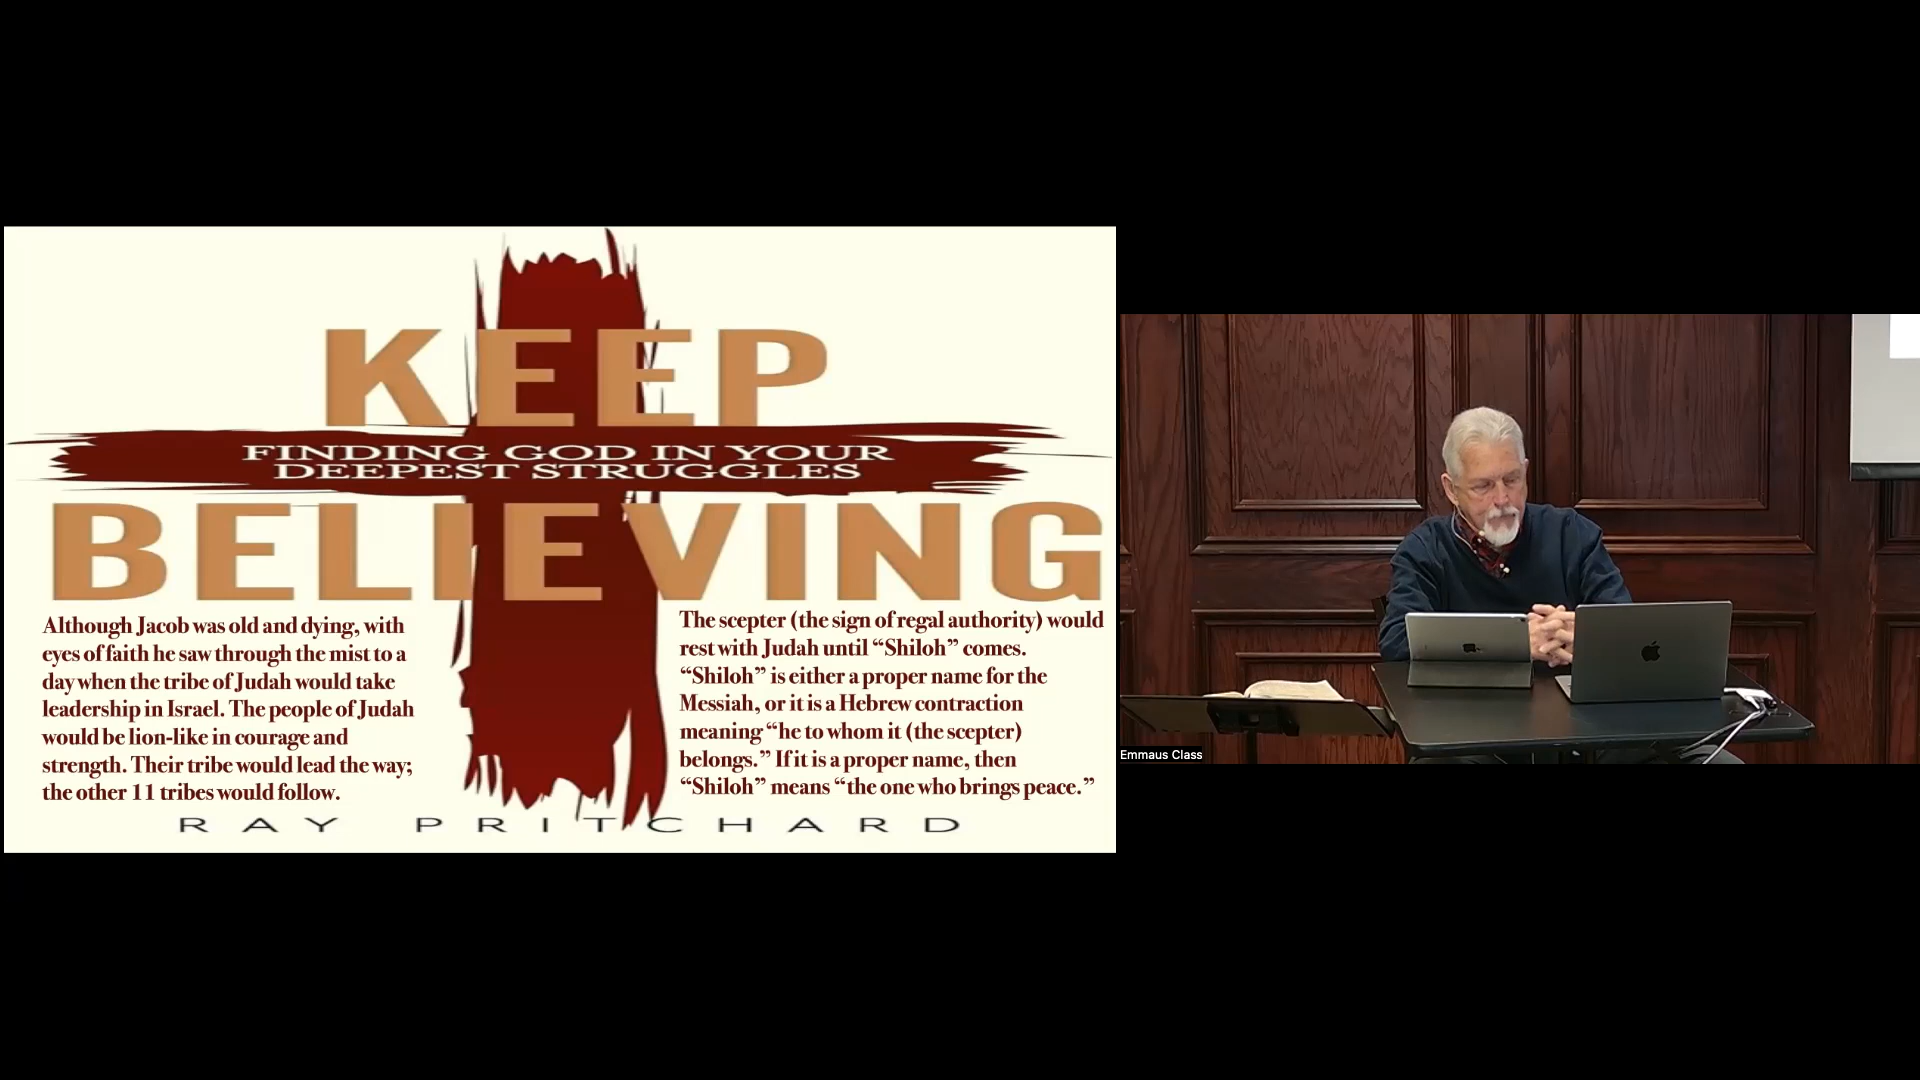 KEEP
FINDING GOD IN YOUR
DEEPEST STRUGGLES
BELIEVING
Although Jacob was old and dying, with
eyes of faith he saw through the mist to a
day when the tribe of Judah would take
leadership in Israel. The people of Judah
would be lion-like in courage and
strength. Their tribe would lead the way;
the other 11 tribes would follow.
The scepter (the sign of regal authority) would
rest with Judah until “Shiloh” comes.
“Shiloh” is either a proper name for the
Messiah, or it is a Hebrew contraction
meaning “he to whom it (the scepter)
belongs.” If it is a proper name, then
“Shiloh” means “the one who brings peace.”
RAY PRITCHARD
Emmaus Class